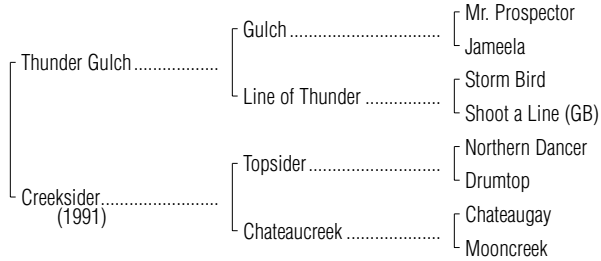 Mr. Prospector
Gulch ........................................
Jameela
Thunder Gulch ......................
Storm Bird
Line of Thunder ....................
Shoot a Line (GB)
Northern Dancer
Topsider ...................................
Drumtop
Creeksider...............................
(1991)
Chateaugay
Chateaucreek .........................
Mooncreek